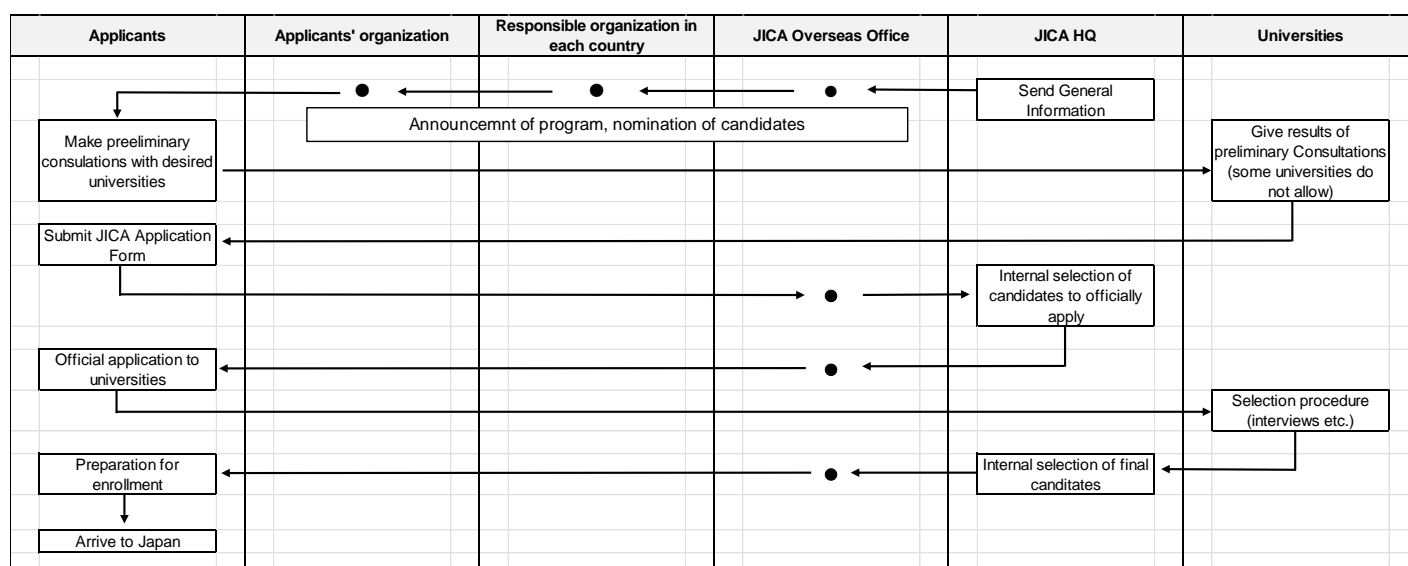 Applicants
Applicants' organization
Responsible organization in
each country
JICA Overseas Office
JICA HQ
Universities
Send General
Information
Announcemnt of program, nomination of candidates
Make preeliminary
consulations with desired
universities
Give results of
preliminary Consultations
(some universities do
not allow)
Submit JICA Application
Form
Internal selection of
candidates to officially
apply
Official application to
universities
Selection procedure
(interviews etc.)
Preparation for
enrollment
Internal selection of final
canditates
Arrive to Japan